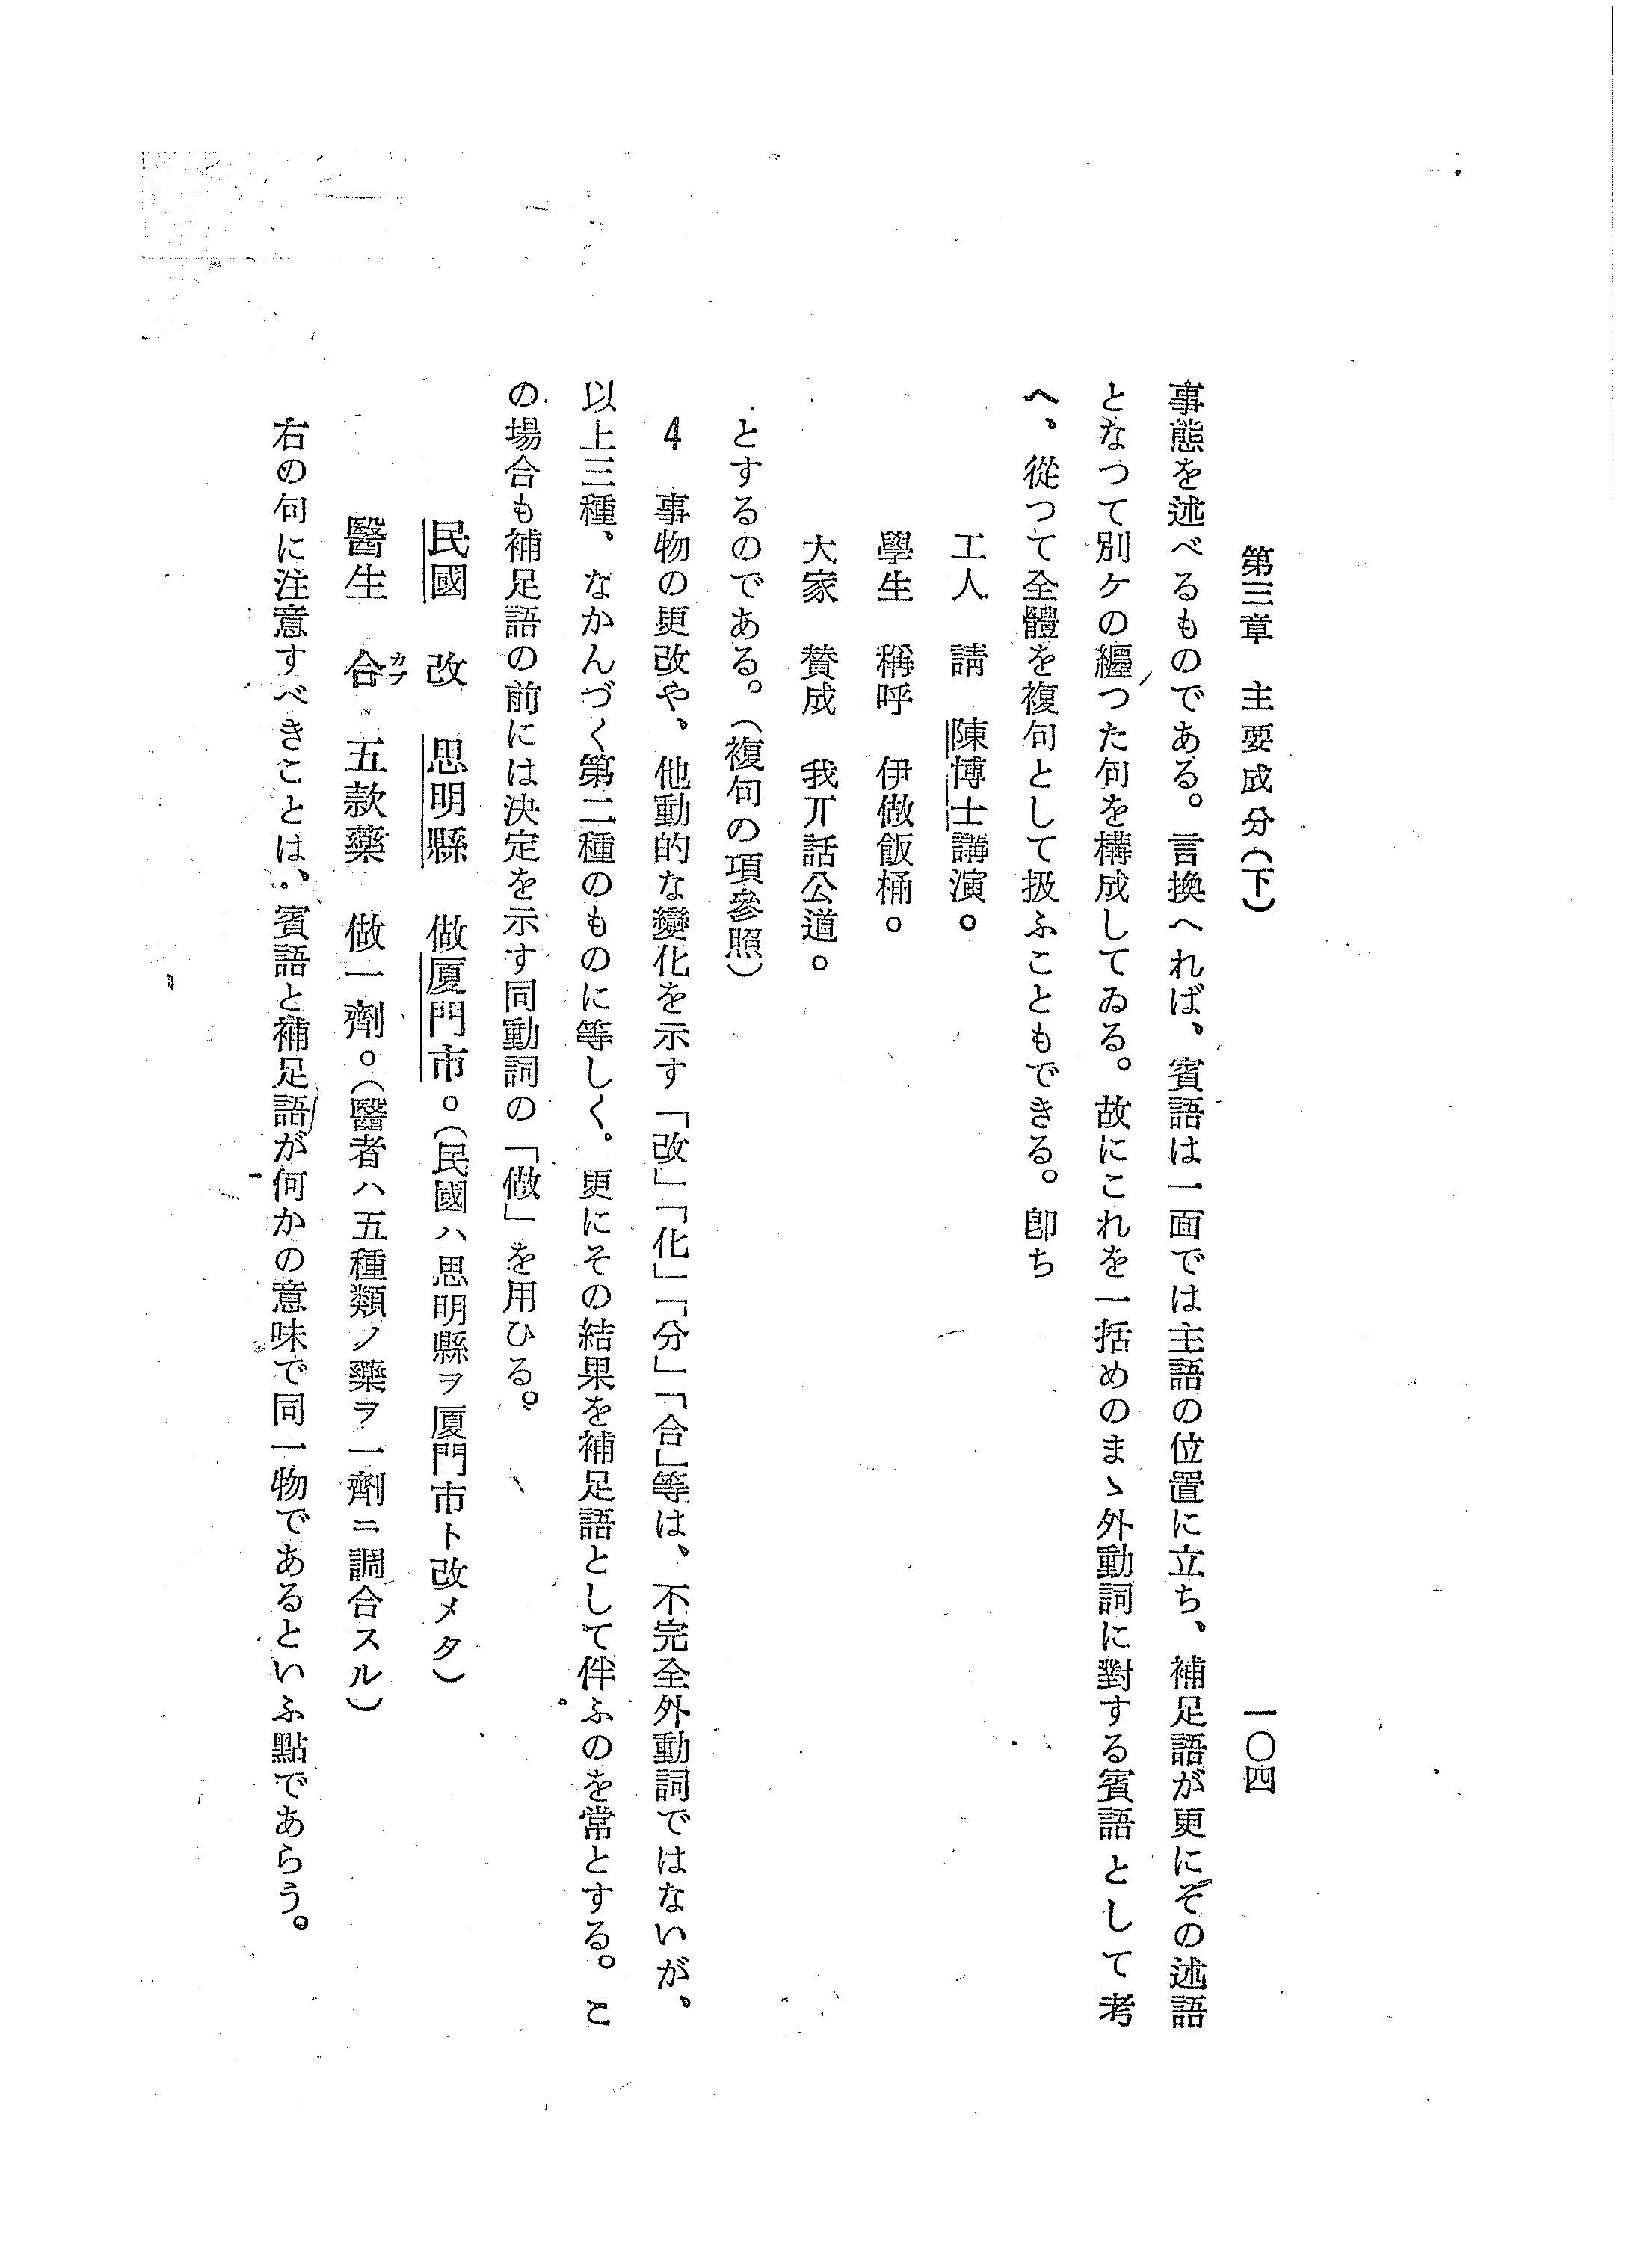 第三章　主要成分（下）　一〇四
事態を述べるものである。言換へれば、賓語は一面では主語の位置に立ち、補足語が更にその述語
となつて別ケの纒つた句を構成してゐる。故にこれを一括めのまゝ外動詞に對する賓語として考
へ、從つて全體を複句として扱ふこともできる。卽ち
工人　請　陳博士講演。
學生　稱呼　伊做飯桶。
大家　賛成　我丌話公道。
とするのである。（複句の項參照）
4　事物の更改や、他動的な變化を示す「改」「化」「分」「合」等は、不完全外動詞ではないが、
以上三種、なかんづく第二種のものに等しく。更にその結果を補足語として伴ふのを常とする。こ
の場合も補足語の前には決定を示す同動詞の「做」を用ひる。
民國　改　思明縣　做厦門市。（民國ハ思明縣ヲ厦門市ト改メタ）
醫生　合カプ　五款藥　做一劑。（醫者ハ五種類ノ藥ヲ一劑ニ調合スル）
右の句に注意すべきことは、賓語と補足語が何かの意味で同一物であるといふ點であらう。